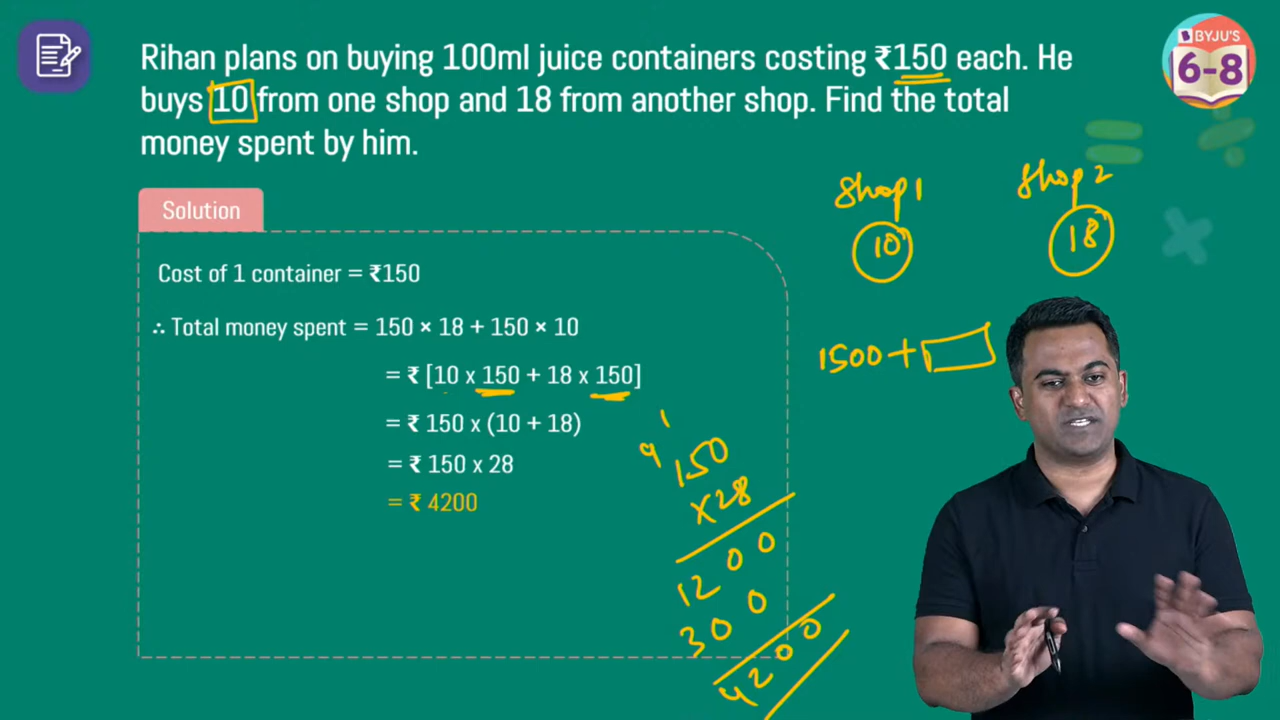 Rihan plans on buying 100ml juice containers costing ₹150 each. He
buys 10 from one shop and 18 from another shop. Find the total
money spent by him.
BYJU'S
6-8
Shop 1
Shop 2
10
18
Solution
Cost of 1 container = ₹150
∴ Total money spent = 150 × 18 + 150 × 10
= ₹ [10 x 150 + 18 x 150]
= ₹ 150 x (10 + 18)
= ₹ 150 x 28
= ₹ 4200
1500 +
1
150
×28
1200
300
4200